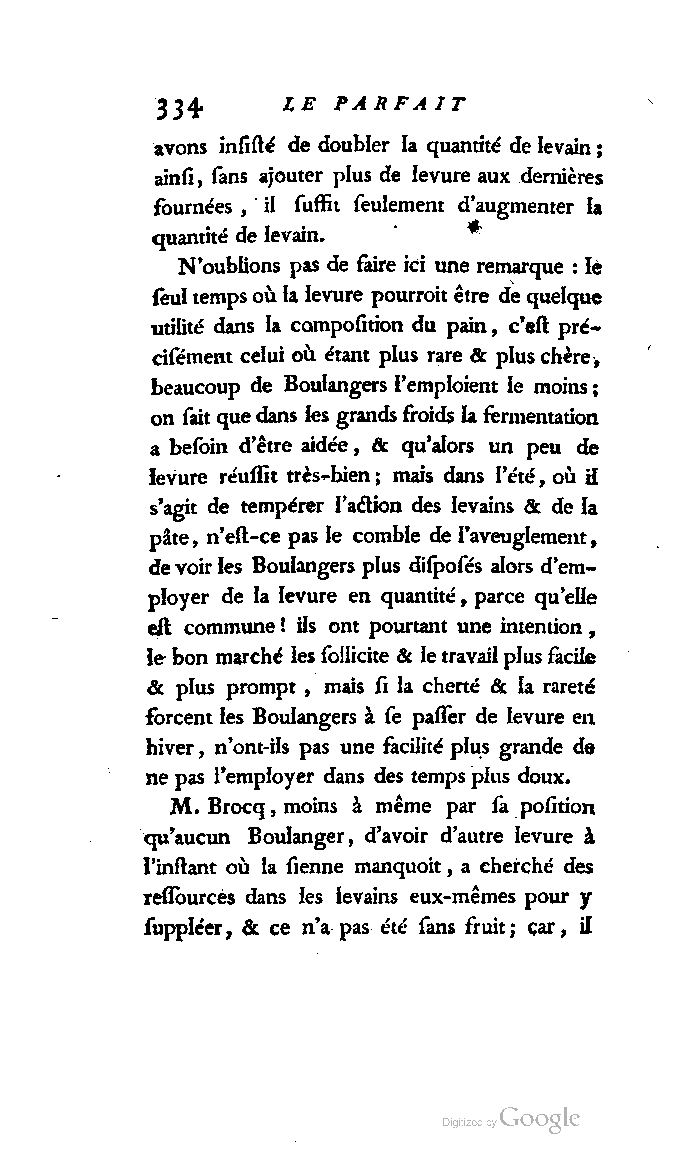 334 LE PARFAIT
avons inſiſté de doubler la quantité de levain ;
ainſi, ſans ajouter plus de levure aux dernières
fournées, il ſuffit ſeulement d'augmenter la
quantité de levain.
N'oublions pas de faire ici une remarque : le
ſeul temps où la levure pourroit être de quelque
utilité dans la compoſition du pain, c'eſt pré-
ciſément celui où étant plus rare & plus chère,
beaucoup de Boulangers l'emploient le moins ;
on ſait que dans les grands froids la fermentation
a beſoin d'être aidée, & qu'alors un peu de
levure réuſſit très-bien ; mais dans l'été, où il
s'agit de tempérer l'action des levains & de la
pâte, n'eſt-ce pas le comble de l'aveuglement,
de voir les Boulangers plus diſpoſés alors d'em-
ployer de la levure en quantité, parce qu'elle
eſt commune ! ils ont pourtant une intention,
le bon marché les ſollicite & le travail plus facile
& plus prompt, mais ſi la cherté & la rareté
forcent les Boulangers à ſe paſſer de levure en
hiver, n'ont-ils pas une facilité plus grande de
ne pas l'employer dans des temps plus doux.
M. Brocq, moins à même par ſa poſition
qu'aucun Boulanger, d'avoir d'autre levure à
l'inſtant où la ſienne manquoit, a cherché des
reſſources dans les levains eux-mêmes pour y
ſuppléer, & ce n'a pas été ſans fruit ; car, il
Digitized by Google